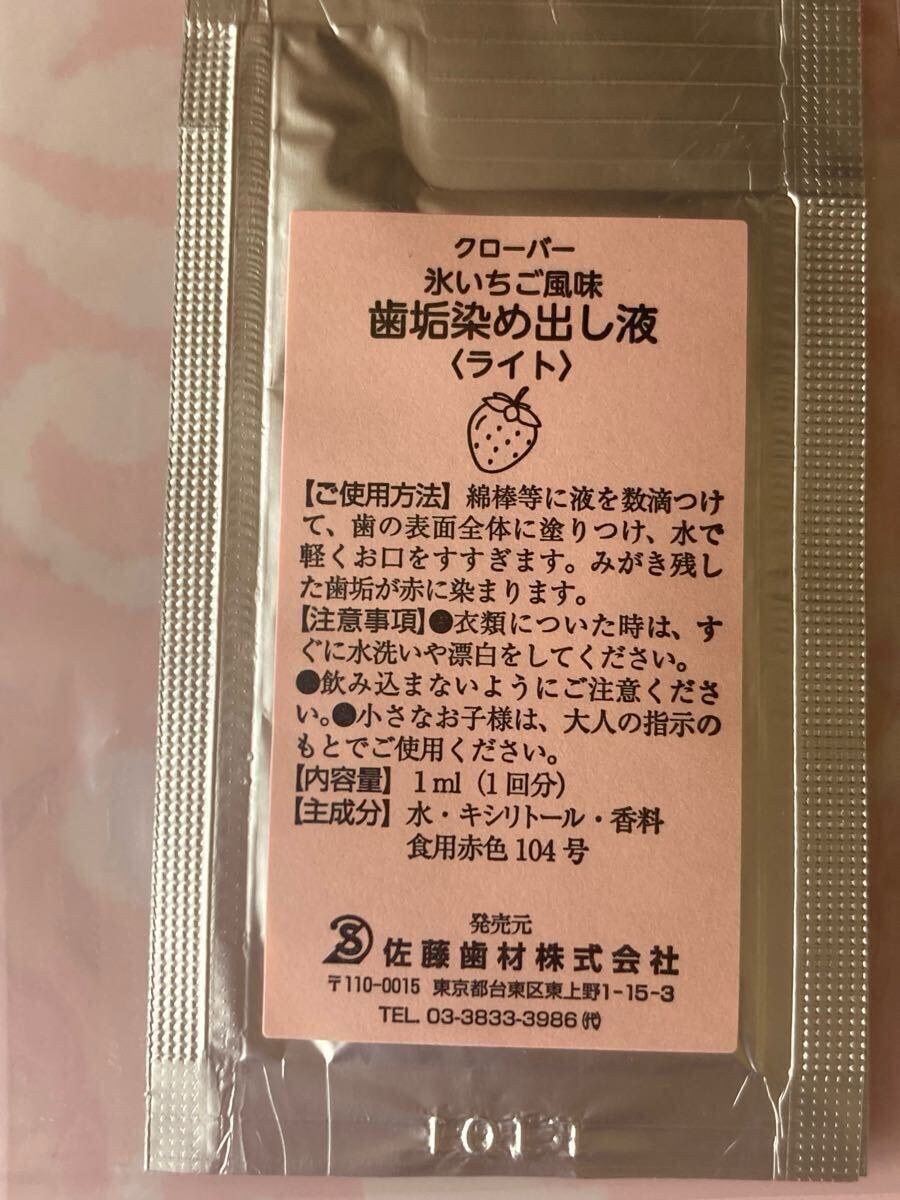 クローバー
氷いちご風味
歯垢染め出し液
〈ライト〉
【ご使用方法】綿棒等に液を数滴つけ
て、歯の表面全体に塗りつけ、水で
軽くお口をすすぎます。みがき残し
た歯垢が赤に染まります。
【注意事項】●衣類についた時は、す
ぐに水洗いや漂白をしてください。
●飲み込まないようにご注意くださ
い。●小さなお子様は、大人の指示の
もとでご使用ください。
【内容量】1ml（1回分）
【主成分】水・キシリトール・香料
食用赤色104号
発売元
佐藤歯材株式会社
〒110-0015 東京都台東区東上野1-15-3
TEL. 03-3833-3986㈹